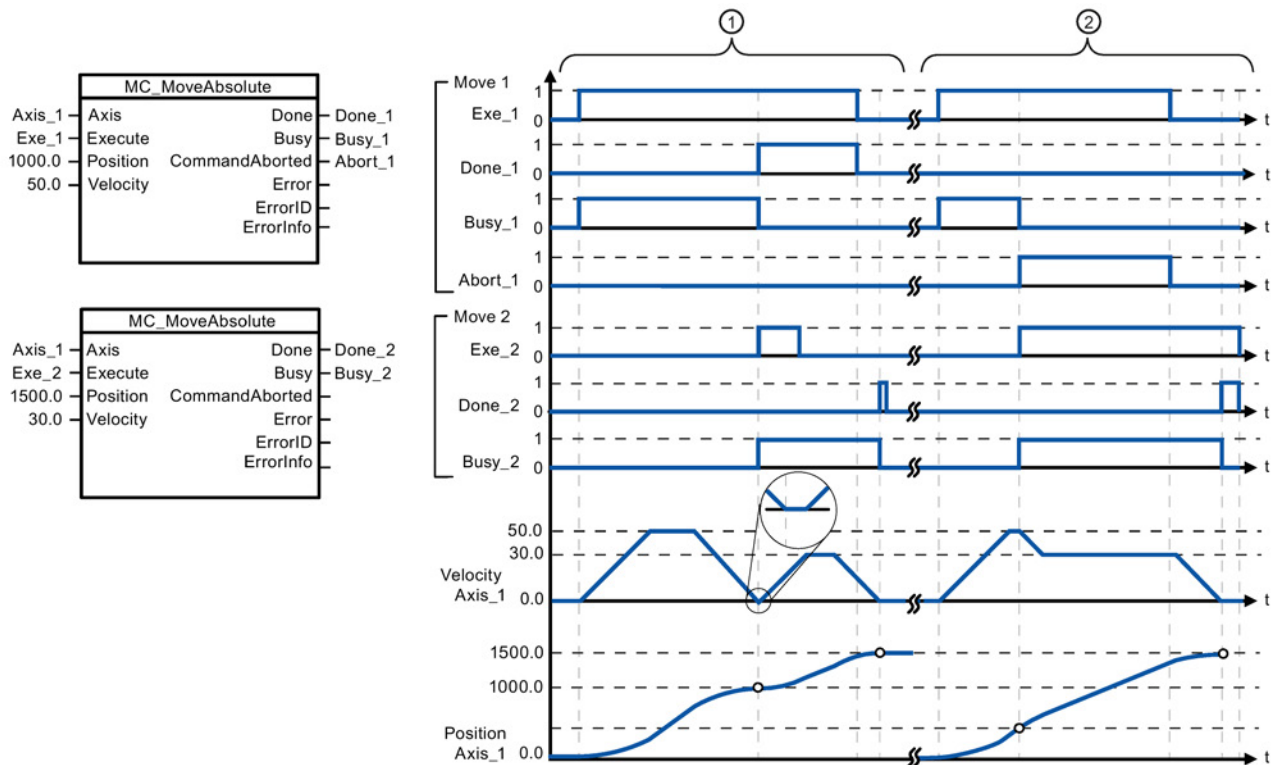 MC_MoveAbsolute
Axis_1 Axis Done Done_1
Exe_1 Execute Busy Busy_1
1000.0 Position CommandAborted Abort_1
50.0 Velocity Error
ErrorID
ErrorInfo
MC_MoveAbsolute
Axis_1 Axis Done Done_2
Exe_2 Execute Busy Busy_2
1500.0 Position CommandAborted
30.0 Velocity Error
ErrorID
ErrorInfo
1 2
Move 1
1
Exe_1
0 t
1
Done_1
0 t
1
Busy_1
0 t
1
Abort_1
0 t
Move 2
1
Exe_2
0 t
1
Done_2
0 t
1
Busy_2
0 t
50.0
30.0
Velocity
Axis_1 0.0 t
1500.0
1000.0
Position
Axis_1 0.0 t